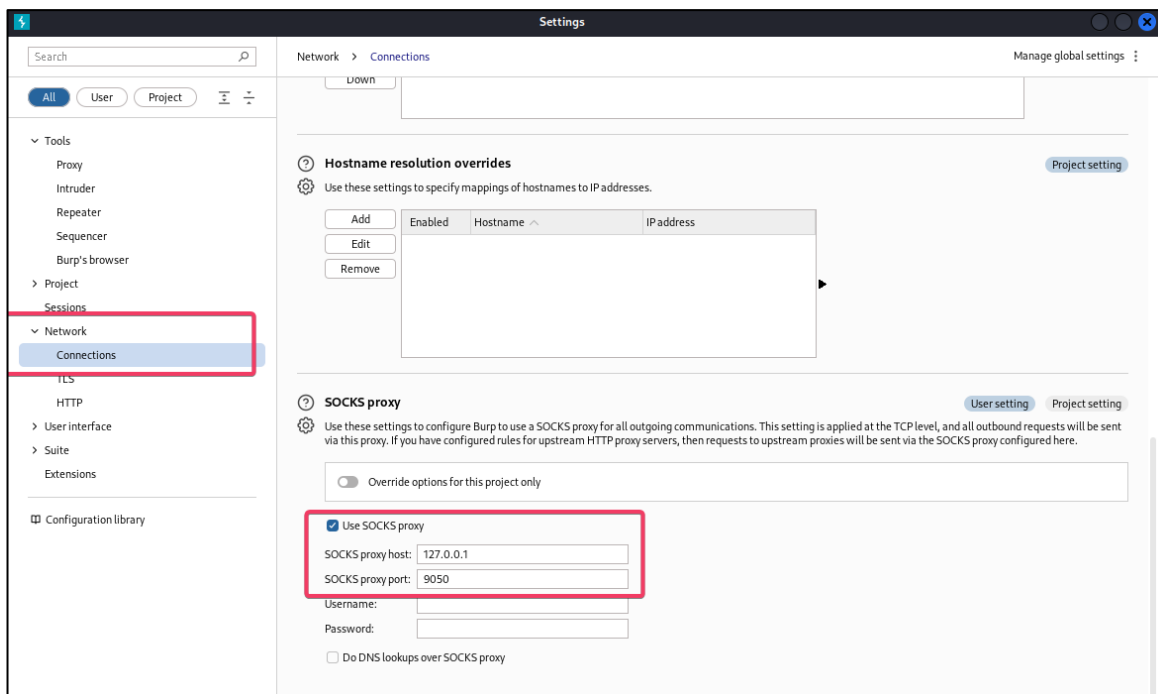 Settings
Search
Network > Connections
Manage global settings
All
User
Project
Down
Tools
Proxy
Intruder
Repeater
Sequencer
Burp's browser
Project
Sessions
Network
Connections
TLS
HTTP
User interface
Suite
Extensions
Configuration library
Hostname resolution overrides
Project setting
Use these settings to specify mappings of hostnames to IP addresses.
Add
Edit
Remove
Enabled
Hostname
IP address
SOCKS proxy
User setting
Project setting
Use these settings to configure Burp to use a SOCKS proxy for all outgoing communications. This setting is applied at the TCP level, and all outbound requests will be sent
via this proxy. If you have configured rules for upstream HTTP proxy servers, then requests to upstream proxies will be sent via the SOCKS proxy configured here.
Override options for this project only
Use SOCKS proxy
SOCKS proxy host: 127.0.0.1
SOCKS proxy port: 9050
Username:
Password:
Do DNS lookups over SOCKS proxy